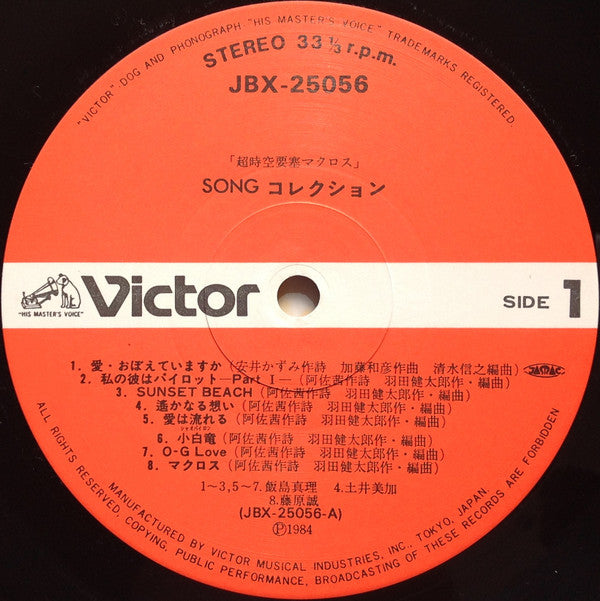 "VICTOR"-DOG AND PHONOGRAPH "HIS MASTER'S VOICE" TRADEMARKS REGISTERED.
STEREO 33⅓ r.p.m.
JBX-25056
「超時空要塞マクロス」
SONG コレクション
"HIS MASTER'S VOICE"
Victor
SIDE 1
1. 愛・おぼえていますか(安井かずみ作詩 加藤和彦作曲 清水信之編曲)
JASRAC
2. 私の彼はパイロット—Part Ⅰ—(阿佐茜作詩 羽田健太郎作・編曲)
3. SUNSET BEACH(阿佐茜作詩 羽田健太郎作・編曲)
4. 遥かなる想い(阿佐茜作詩 羽田健太郎作・編曲)
5. 愛は流れる(阿佐茜作詩 羽田健太郎作・編曲)
シャオパイロン
6. 小白竜(阿佐茜作詩 羽田健太郎作・編曲)
7. O-G Love(阿佐茜作詩 羽田健太郎作・編曲)
8. マクロス(阿佐茜作詩 羽田健太郎作・編曲)
1〜3,5〜7.飯島真理 4.土井美加
8.藤原誠
(JBX-25056-A)
Ⓟ1984
ALL RIGHTS RESERVED. COPYING, PUBLIC PERFORMANCE, BROADCASTING OF THESE RECORDS ARE FORBIDDEN
MANUFACTURED BY VICTOR MUSICAL INDUSTRIES, INC., TOKYO, JAPAN.